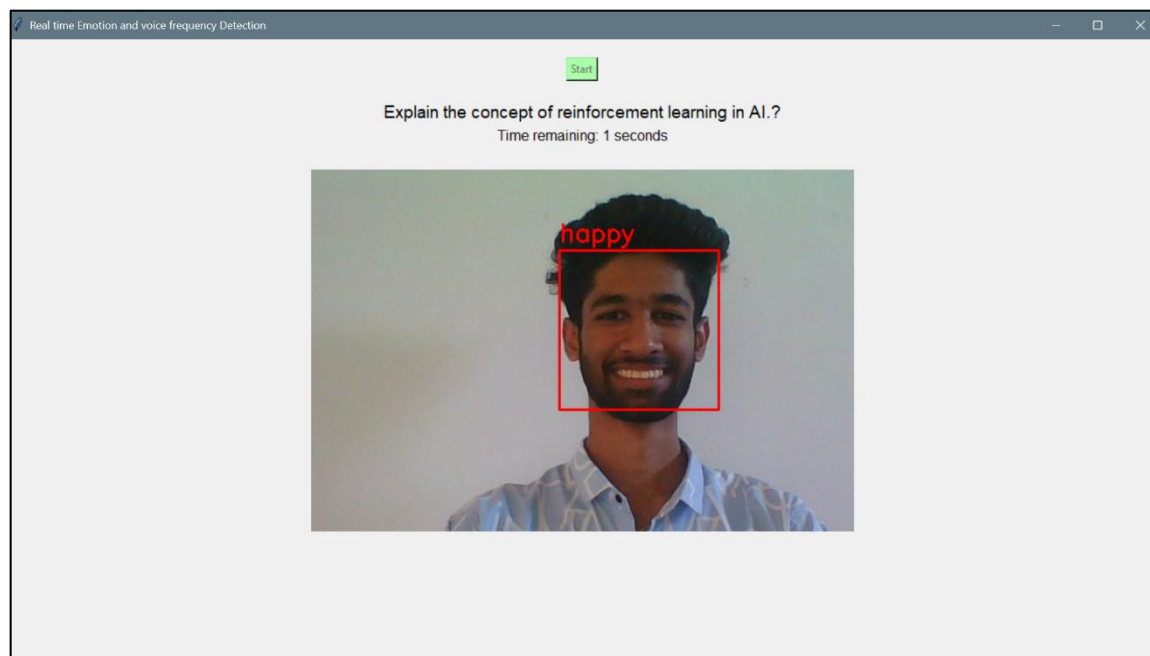 Real time Emotion and voice frequency Detection
Start
Explain the concept of reinforcement learning in AI.?
Time remaining: 1 seconds
happy